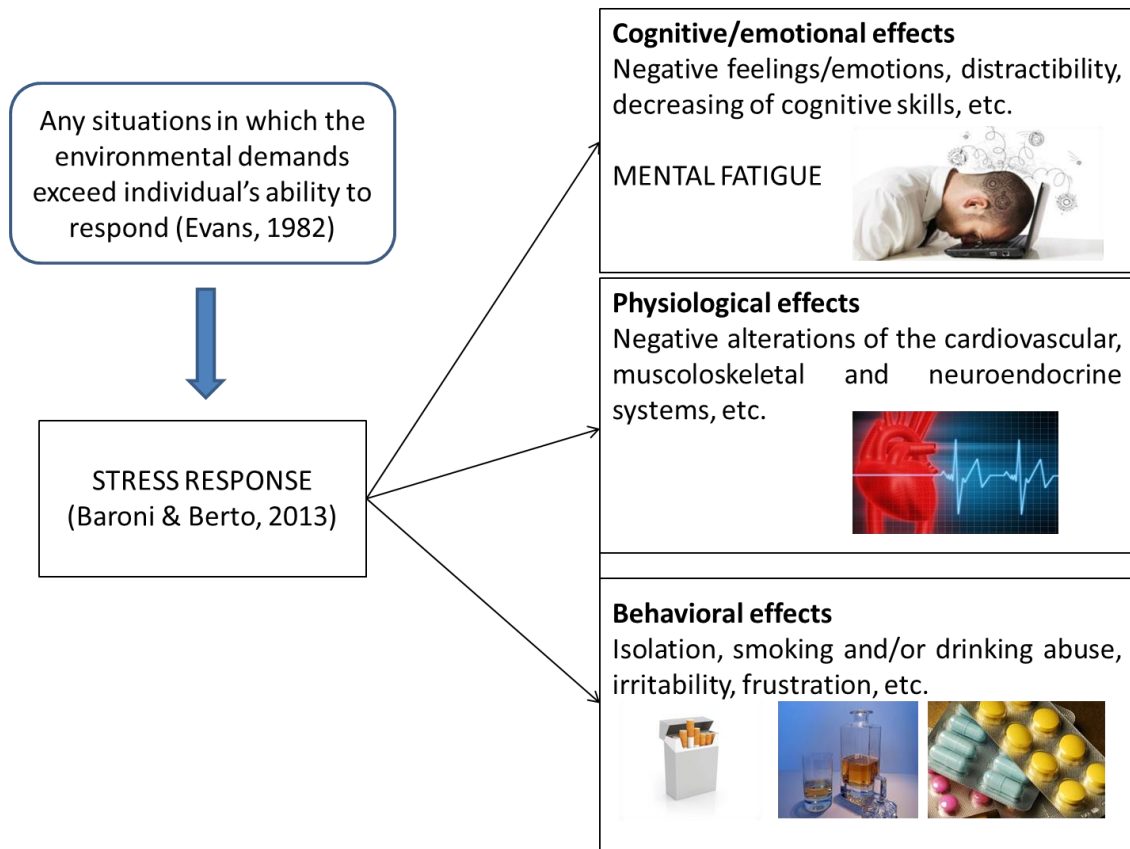 Any situations in which the
environmental demands
exceed individual's ability to
respond (Evans, 1982)
STRESS RESPONSE
(Baroni & Berto, 2013)
Cognitive/emotional effects
Negative feelings/emotions, distractibility,
decreasing of cognitive skills, etc.
MENTAL FATIGUE
Physiological effects
Negative alterations of the cardiovascular,
muscoloskeletal and neuroendocrine
systems, etc.
Behavioral effects
Isolation, smoking and/or drinking abuse,
irritability, frustration, etc.